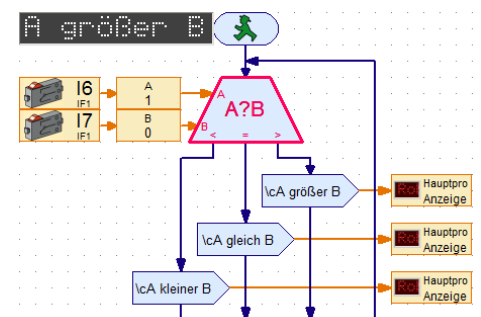 A größer B
I6
IF1
A
1
I7
IF1
B
0
A
A?B
B
< = >
\cA größer B
Hauptpro
Anzeige
\cA gleich B
Hauptpro
Anzeige
\cA kleiner B
Hauptpro
Anzeige